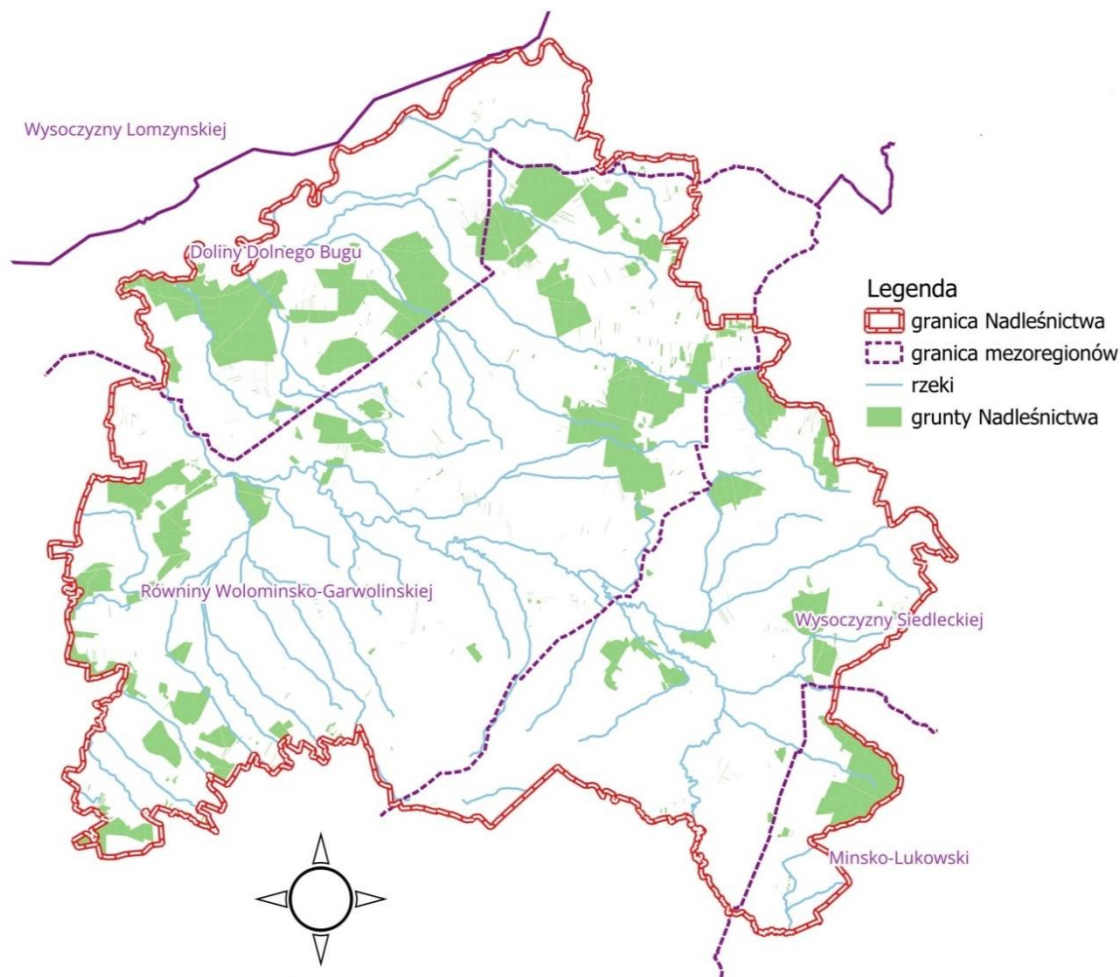 Wysoczyzny Lomzynskiej
Doliny Dolnego Bugu
Legenda
granica Nadleśnictwa
granica mezoregionów
rzeki
grunty Nadleśnictwa
Równiny Wolominsko-Garwolinskiej
Wysoczyzny Siedleckiej
Minsko-Lukowski